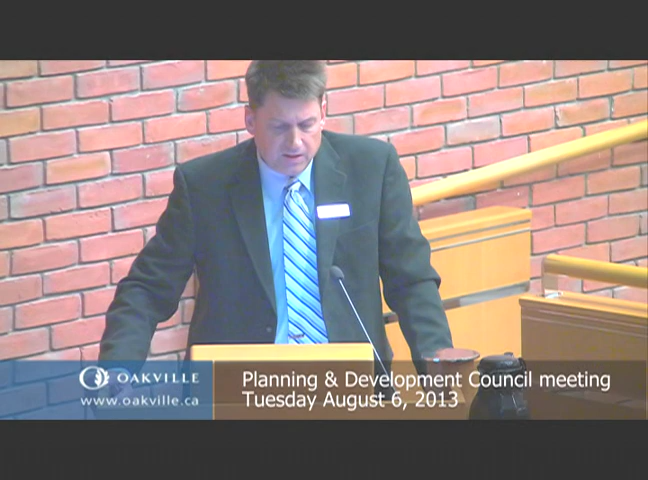 OAKVILLE
www.oakville.ca
Planning & Development Council meeting
Tuesday August 6, 2013